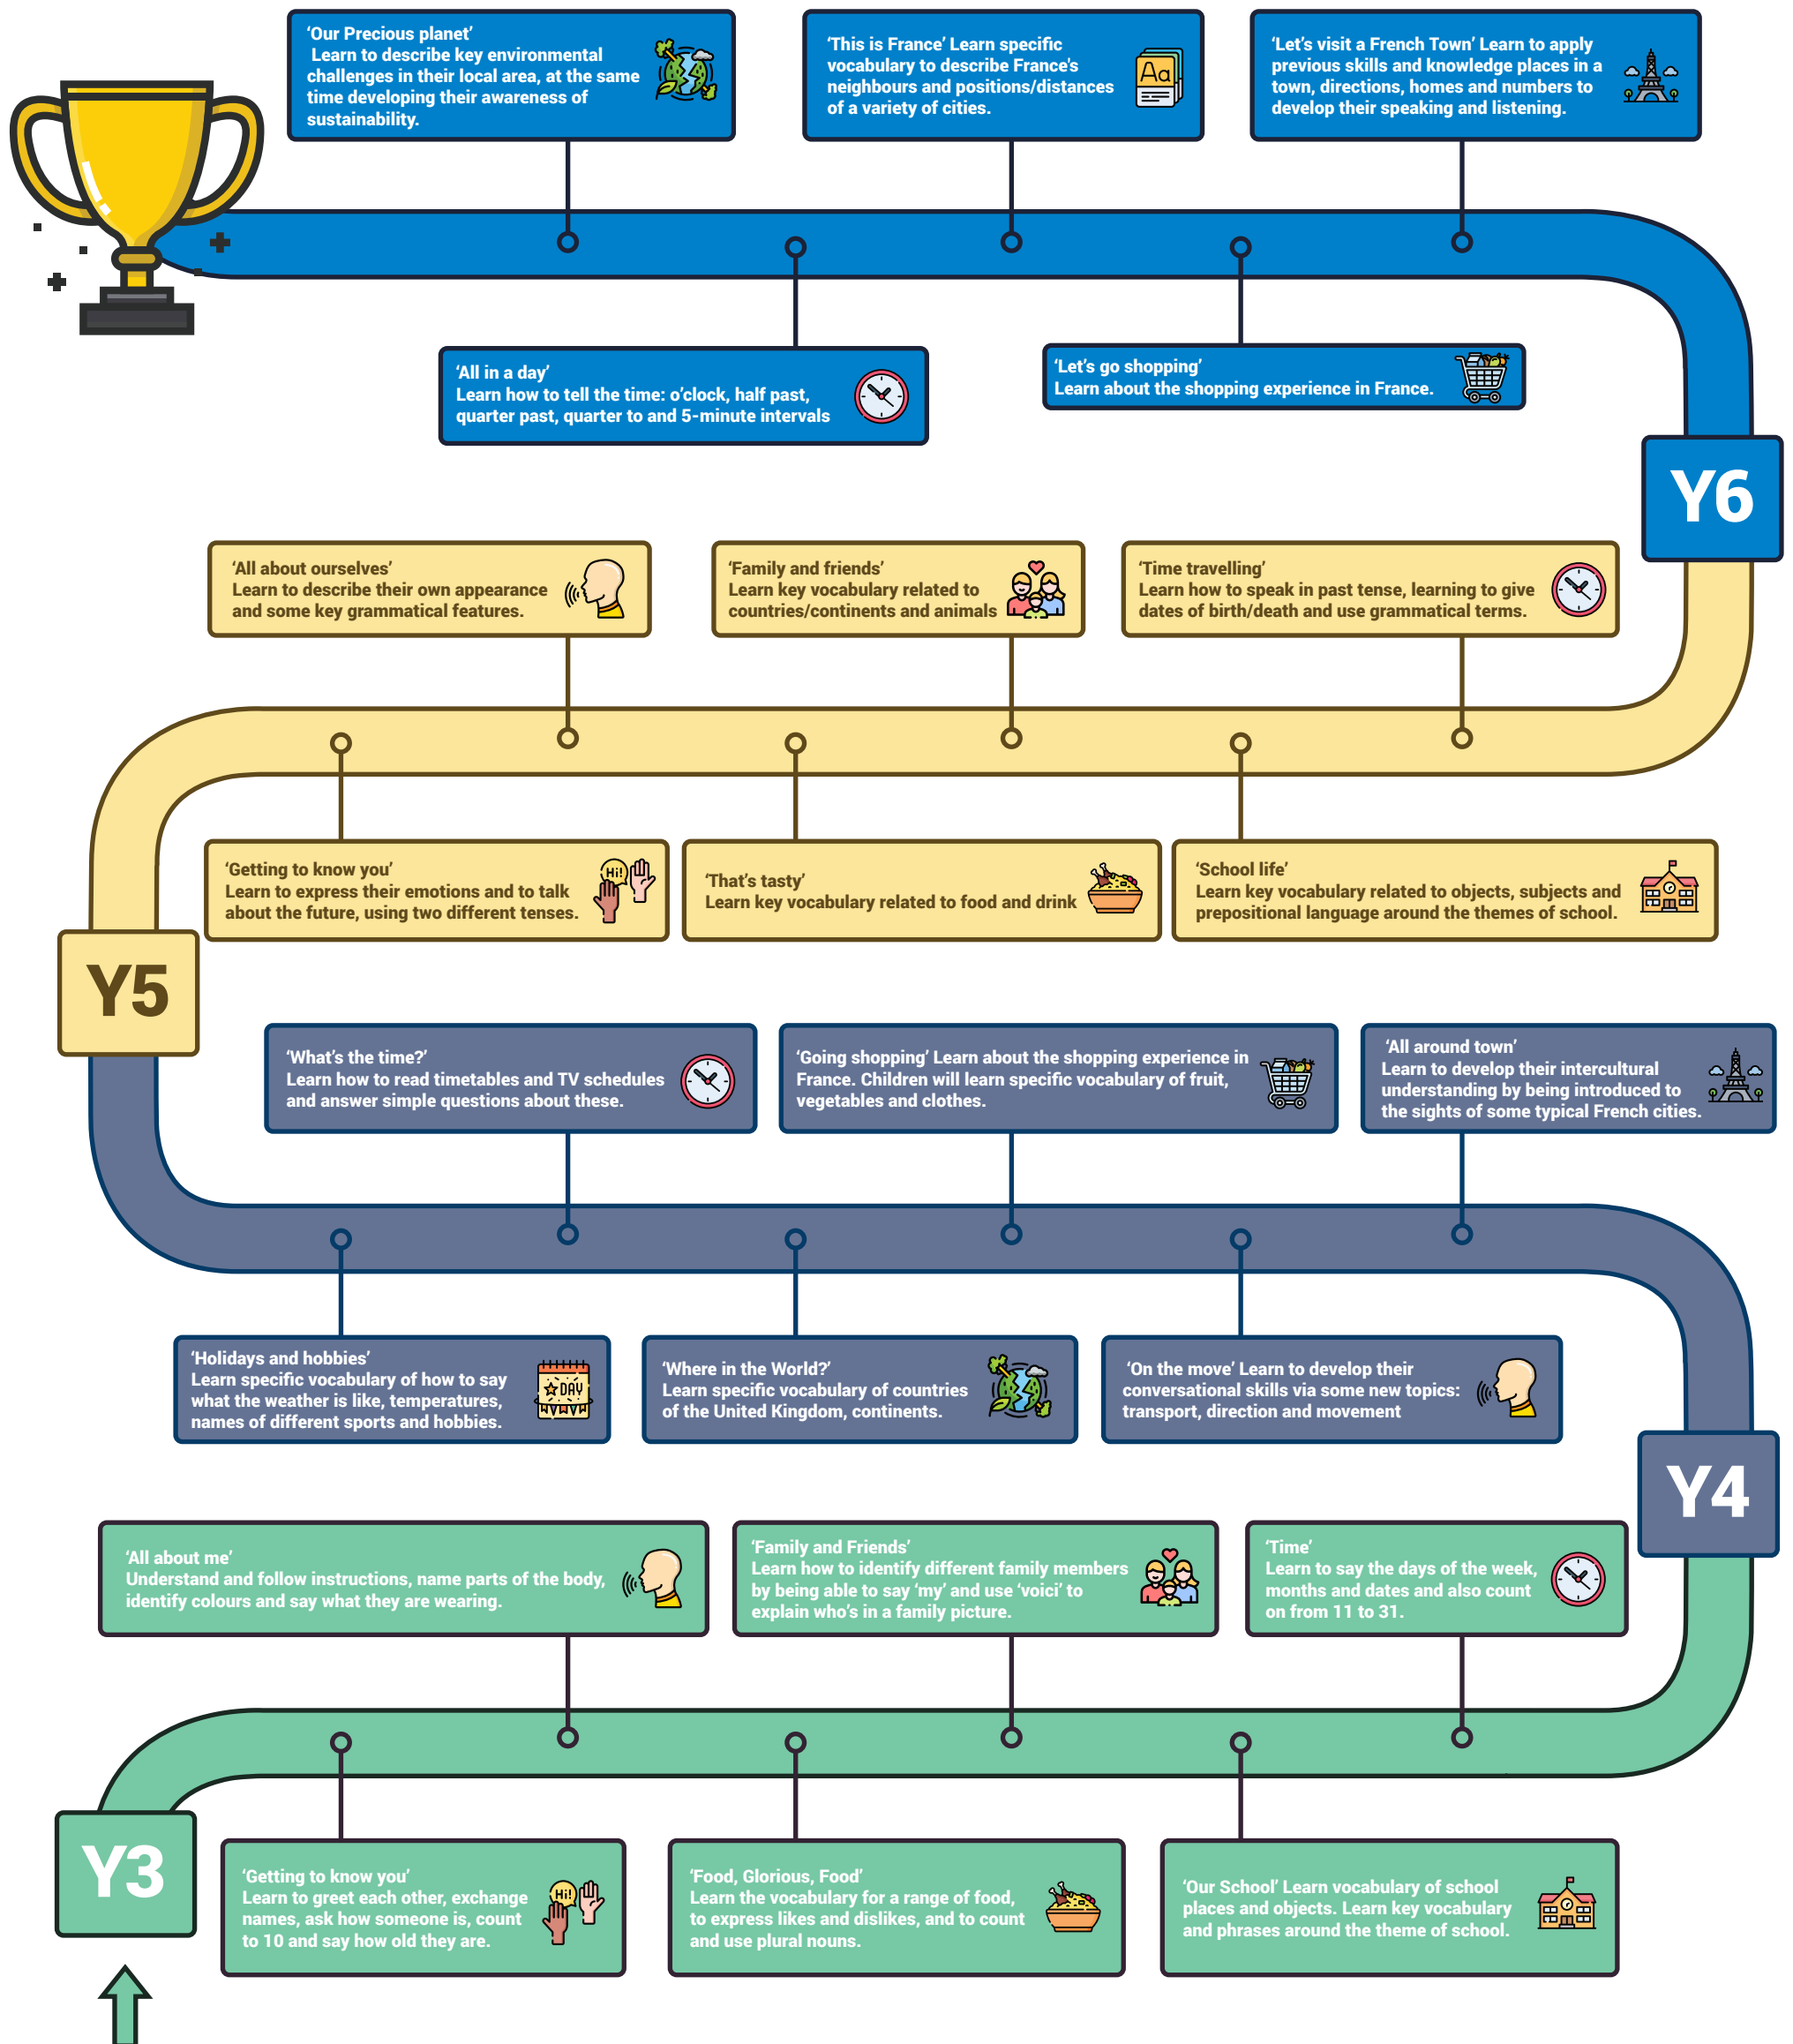 ‘Our Precious planet’
Learn to describe key environmental
challenges in their local area, at the same
time developing their awareness of
sustainability.
‘This is France’ Learn specific
vocabulary to describe France's
neighbours and positions/distances
of a variety of cities.
Aa
‘Let’s visit a French Town’ Learn to apply
previous skills and knowledge places in a
town, directions, homes and numbers to
develop their speaking and listening.
‘All in a day’
Learn how to tell the time: o’clock, half past,
quarter past, quarter to and 5-minute intervals
‘Let’s go shopping’
Learn about the shopping experience in France.
Y6
‘All about ourselves’
Learn to describe their own appearance
and some key grammatical features.
‘Family and friends’
Learn key vocabulary related to
countries/continents and animals
‘Time travelling’
Learn how to speak in past tense, learning to give
dates of birth/death and use grammatical terms.
‘Getting to know you’
Learn to express their emotions and to talk
about the future, using two different tenses.
Hi!
‘That’s tasty’
Learn key vocabulary related to food and drink
‘School life’
Learn key vocabulary related to objects, subjects and
prepositional language around the themes of school.
Y5
‘What’s the time?’
Learn how to read timetables and TV schedules
and answer simple questions about these.
‘Going shopping’ Learn about the shopping experience in
France. Children will learn specific vocabulary of fruit,
vegetables and clothes.
‘All around town’
Learn to develop their intercultural
understanding by being introduced to
the sights of some typical French cities.
‘Holidays and hobbies’
Learn specific vocabulary of how to say
what the weather is like, temperatures,
names of different sports and hobbies.
DAY
‘Where in the World?’
Learn specific vocabulary of countries
of the United Kingdom, continents.
‘On the move’ Learn to develop their
conversational skills via some new topics:
transport, direction and movement
Y4
‘All about me’
Understand and follow instructions, name parts of the body,
identify colours and say what they are wearing.
‘Family and Friends’
Learn how to identify different family members
by being able to say ‘my’ and use ‘voici’ to
explain who’s in a family picture.
‘Time’
Learn to say the days of the week,
months and dates and also count
on from 11 to 31.
Y3
‘Getting to know you’
Learn to greet each other, exchange
names, ask how someone is, count
to 10 and say how old they are.
Hi!
‘Food, Glorious, Food’
Learn the vocabulary for a range of food,
to express likes and dislikes, and to count
and use plural nouns.
‘Our School’ Learn vocabulary of school
places and objects. Learn key vocabulary
and phrases around the theme of school.